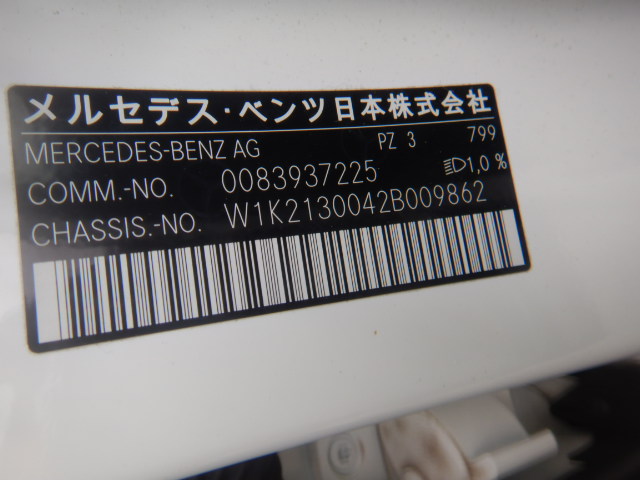 メルセデス・ベンツ日本株式会社
MERCEDES-BENZ AG PZ 3 799
COMM.-NO. 0083937225 1,0 %
CHASSIS.-NO. W1K2130042B009862